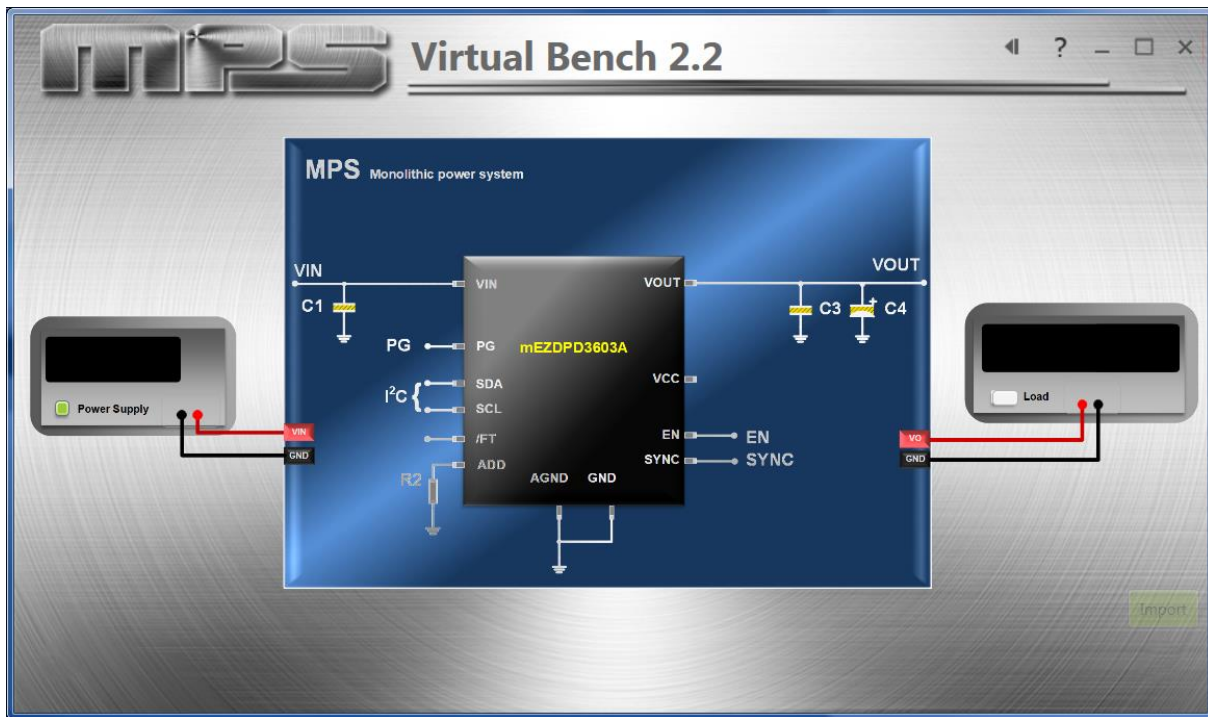 MPS Virtual Bench 2.2
?
MPS Monolithic power system
VIN
VOUT
VIN
VOUT
C1
C3
+
C4
PG
PG
mEZDPD3603A
I²C {
SDA
VCC
SCL
/FT
EN
EN
ADD
SYNC
SYNC
R2
AGND GND
Power Supply
VIN
GND
Load
VO
GND
Import